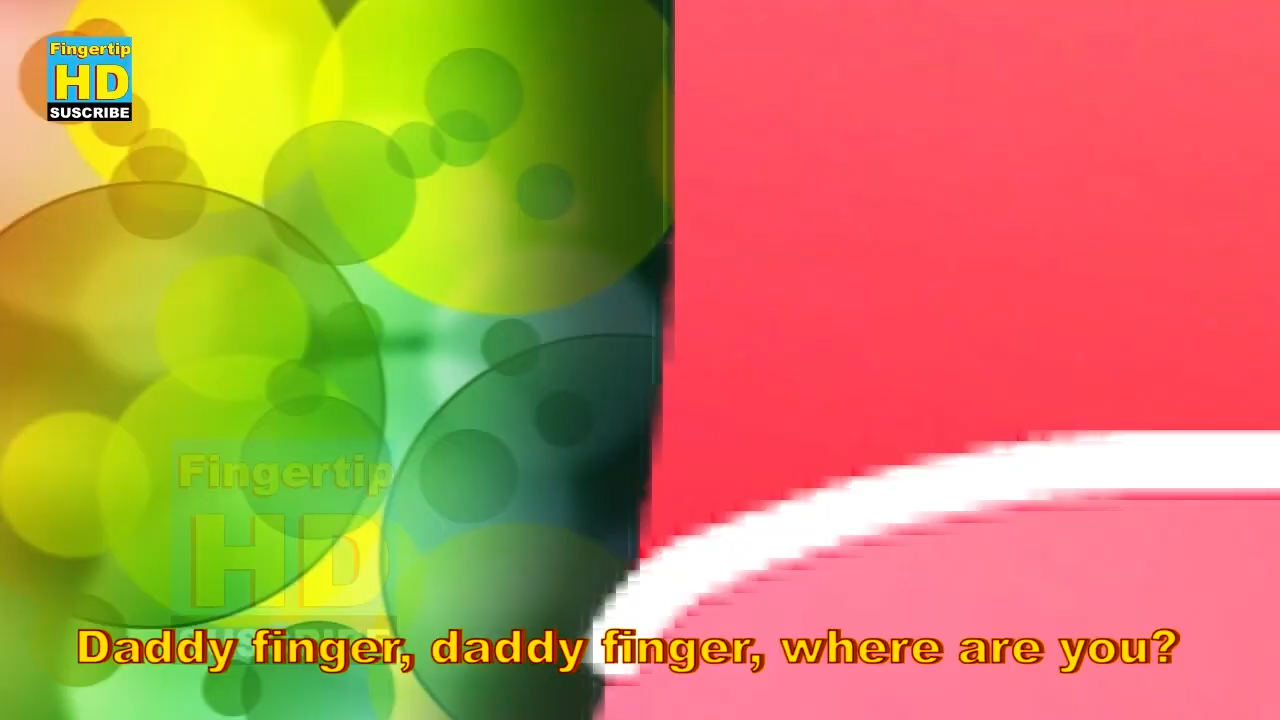 Fingertip
HD
SUSCRIBE
Fingertip
HD
Daddy finger, daddy finger, where are you?